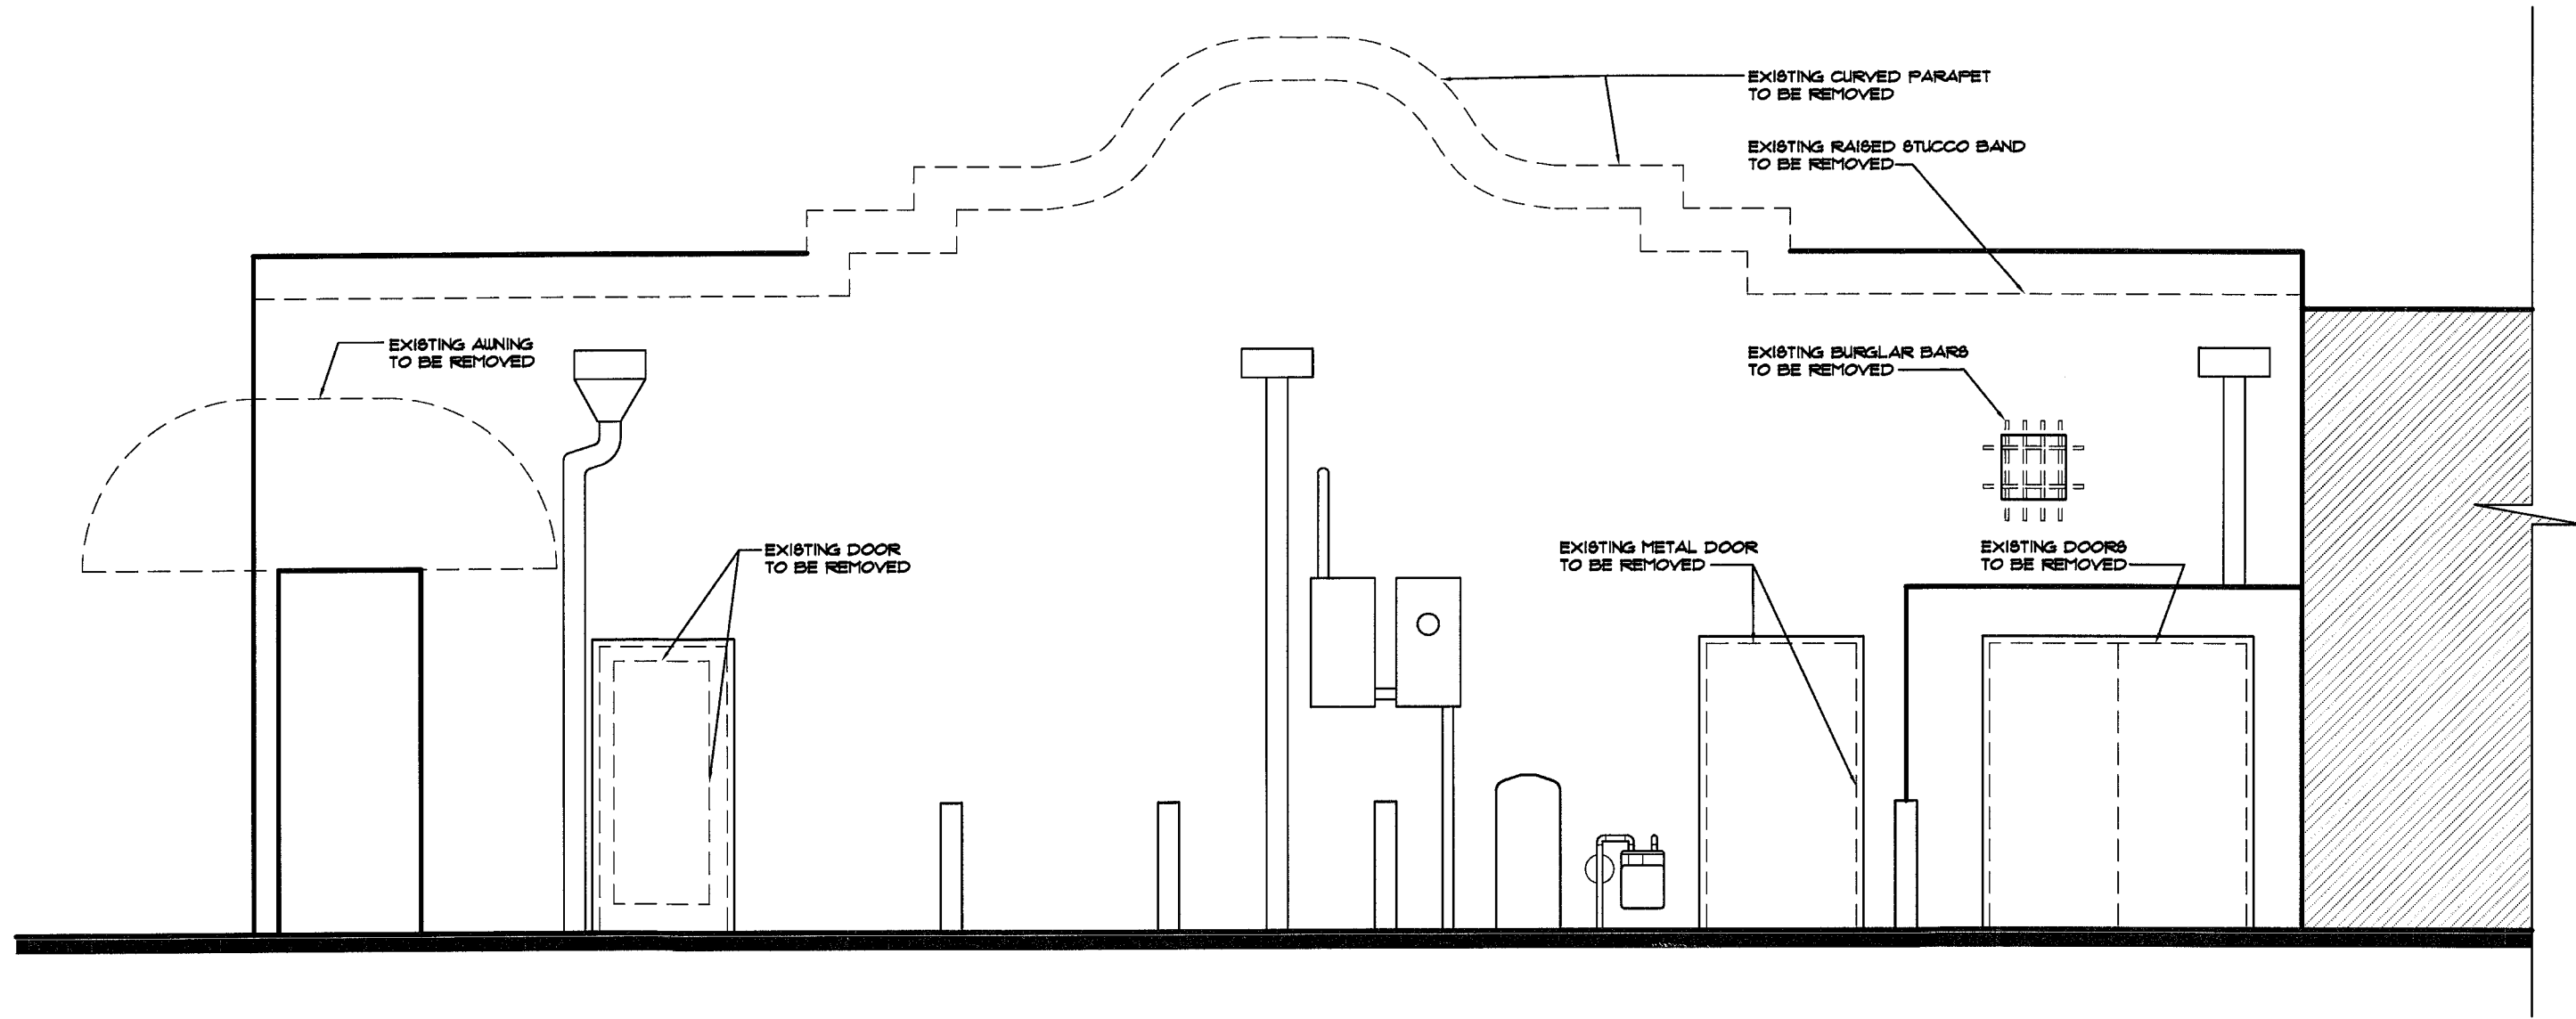 EXISTING CURVED PARAPET
TO BE REMOVED
EXISTING RAISED STUCCO BAND
TO BE REMOVED
EXISTING AWNING
TO BE REMOVED
EXISTING BURGLAR BARS
TO BE REMOVED
EXISTING DOOR
TO BE REMOVED
EXISTING METAL DOOR
TO BE REMOVED
EXISTING DOORS
TO BE REMOVED